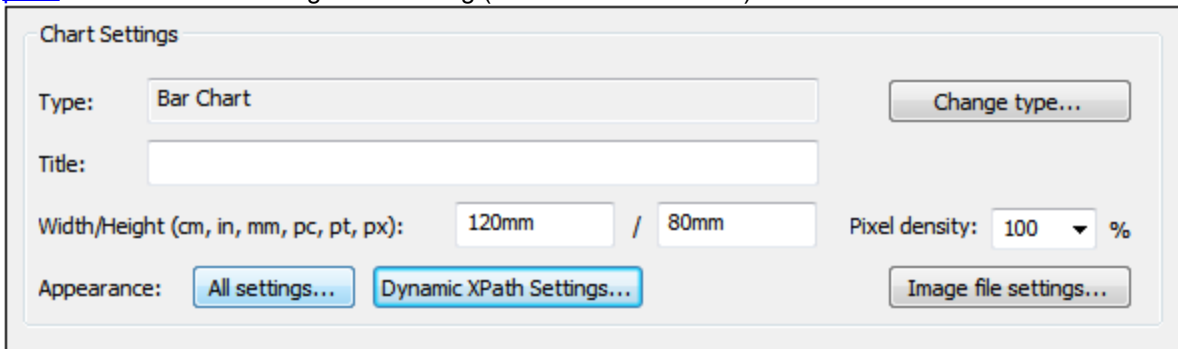 Chart Settings
Type: Bar Chart Change type...
Title:
Width/Height (cm, in, mm, pc, pt, px): 120mm / 80mm Pixel density: 100 %
Appearance: All settings... Dynamic XPath Settings... Image file settings...